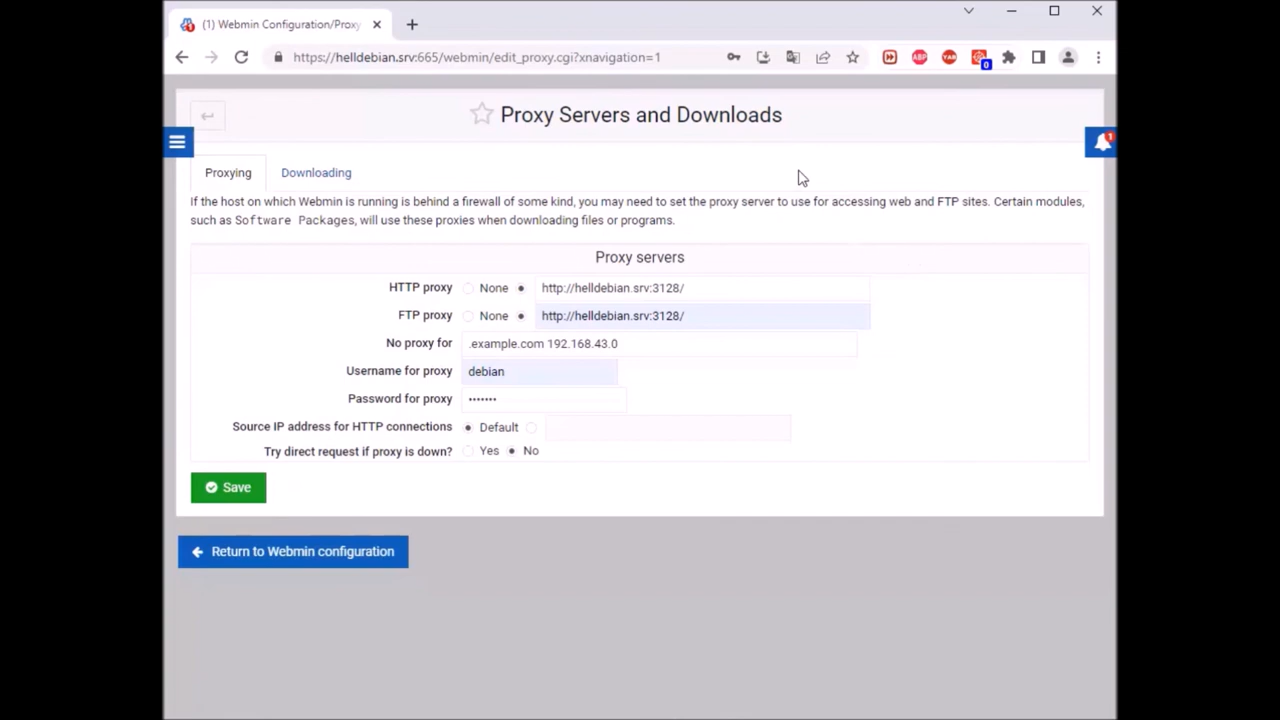 (1) Webmin Configuration/Proxy
https://helldebian.srv:665/webmin/edit_proxy.cgi?xnavigation=1
ABP
YAB
0
Proxy Servers and Downloads
1
Proxying
Downloading
If the host on which Webmin is running is behind a firewall of some kind, you may need to set the proxy server to use for accessing web and FTP sites. Certain modules,
such as Software Packages, will use these proxies when downloading files or programs.
Proxy servers
HTTP proxy None http://helldebian.srv:3128/
FTP proxy None http://helldebian.srv:3128/
No proxy for .example.com 192.168.43.0
Username for proxy debian
Password for proxy •••••••
Source IP address for HTTP connections Default
Try direct request if proxy is down? Yes No
Save
Return to Webmin configuration